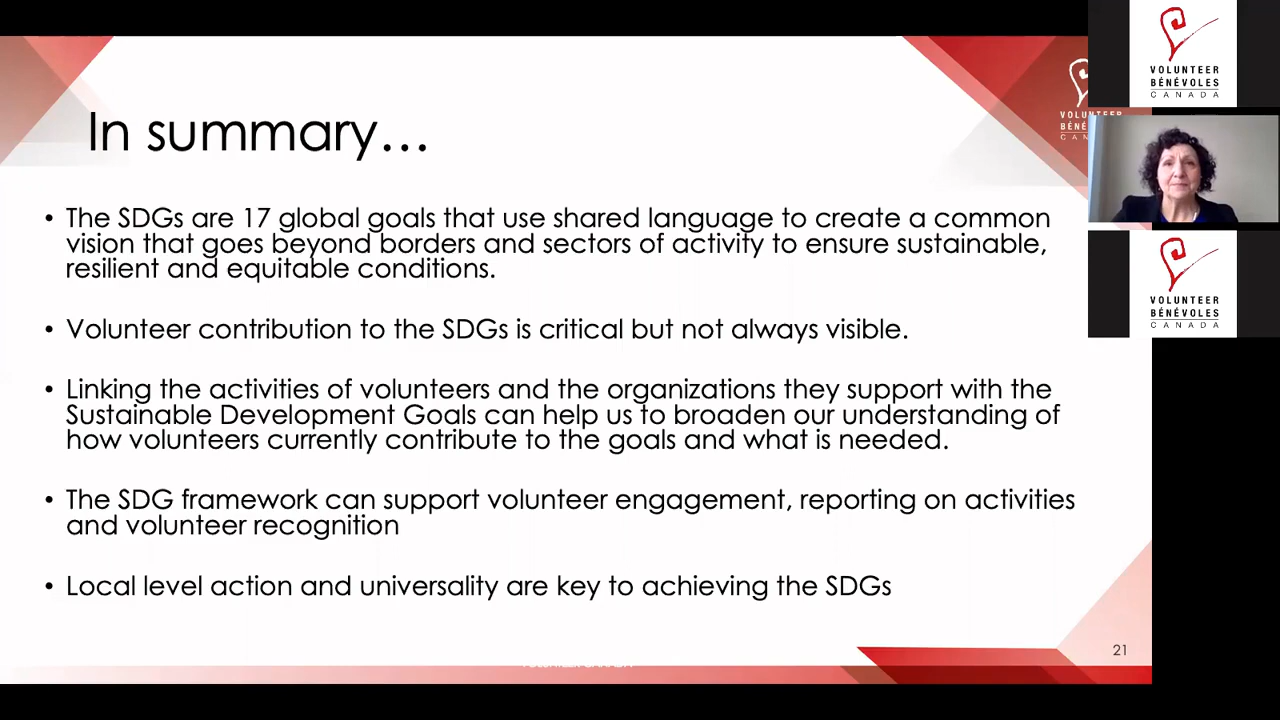 In summary...
• The SDGs are 17 global goals that use shared language to create a common
vision that goes beyond borders and sectors of activity to ensure sustainable,
resilient and equitable conditions.
• Volunteer contribution to the SDGs is critical but not always visible.
• Linking the activities of volunteers and the organizations they support with the
Sustainable Development Goals can help us to broaden our understanding of
how volunteers currently contribute to the goals and what is needed.
• The SDG framework can support volunteer engagement, reporting on activities
and volunteer recognition
• Local level action and universality are key to achieving the SDGs
21
VOLUNTEER
BÉNÉVOLES
CANADA
VOLUNTEER
BÉNÉVOLES
CANADA